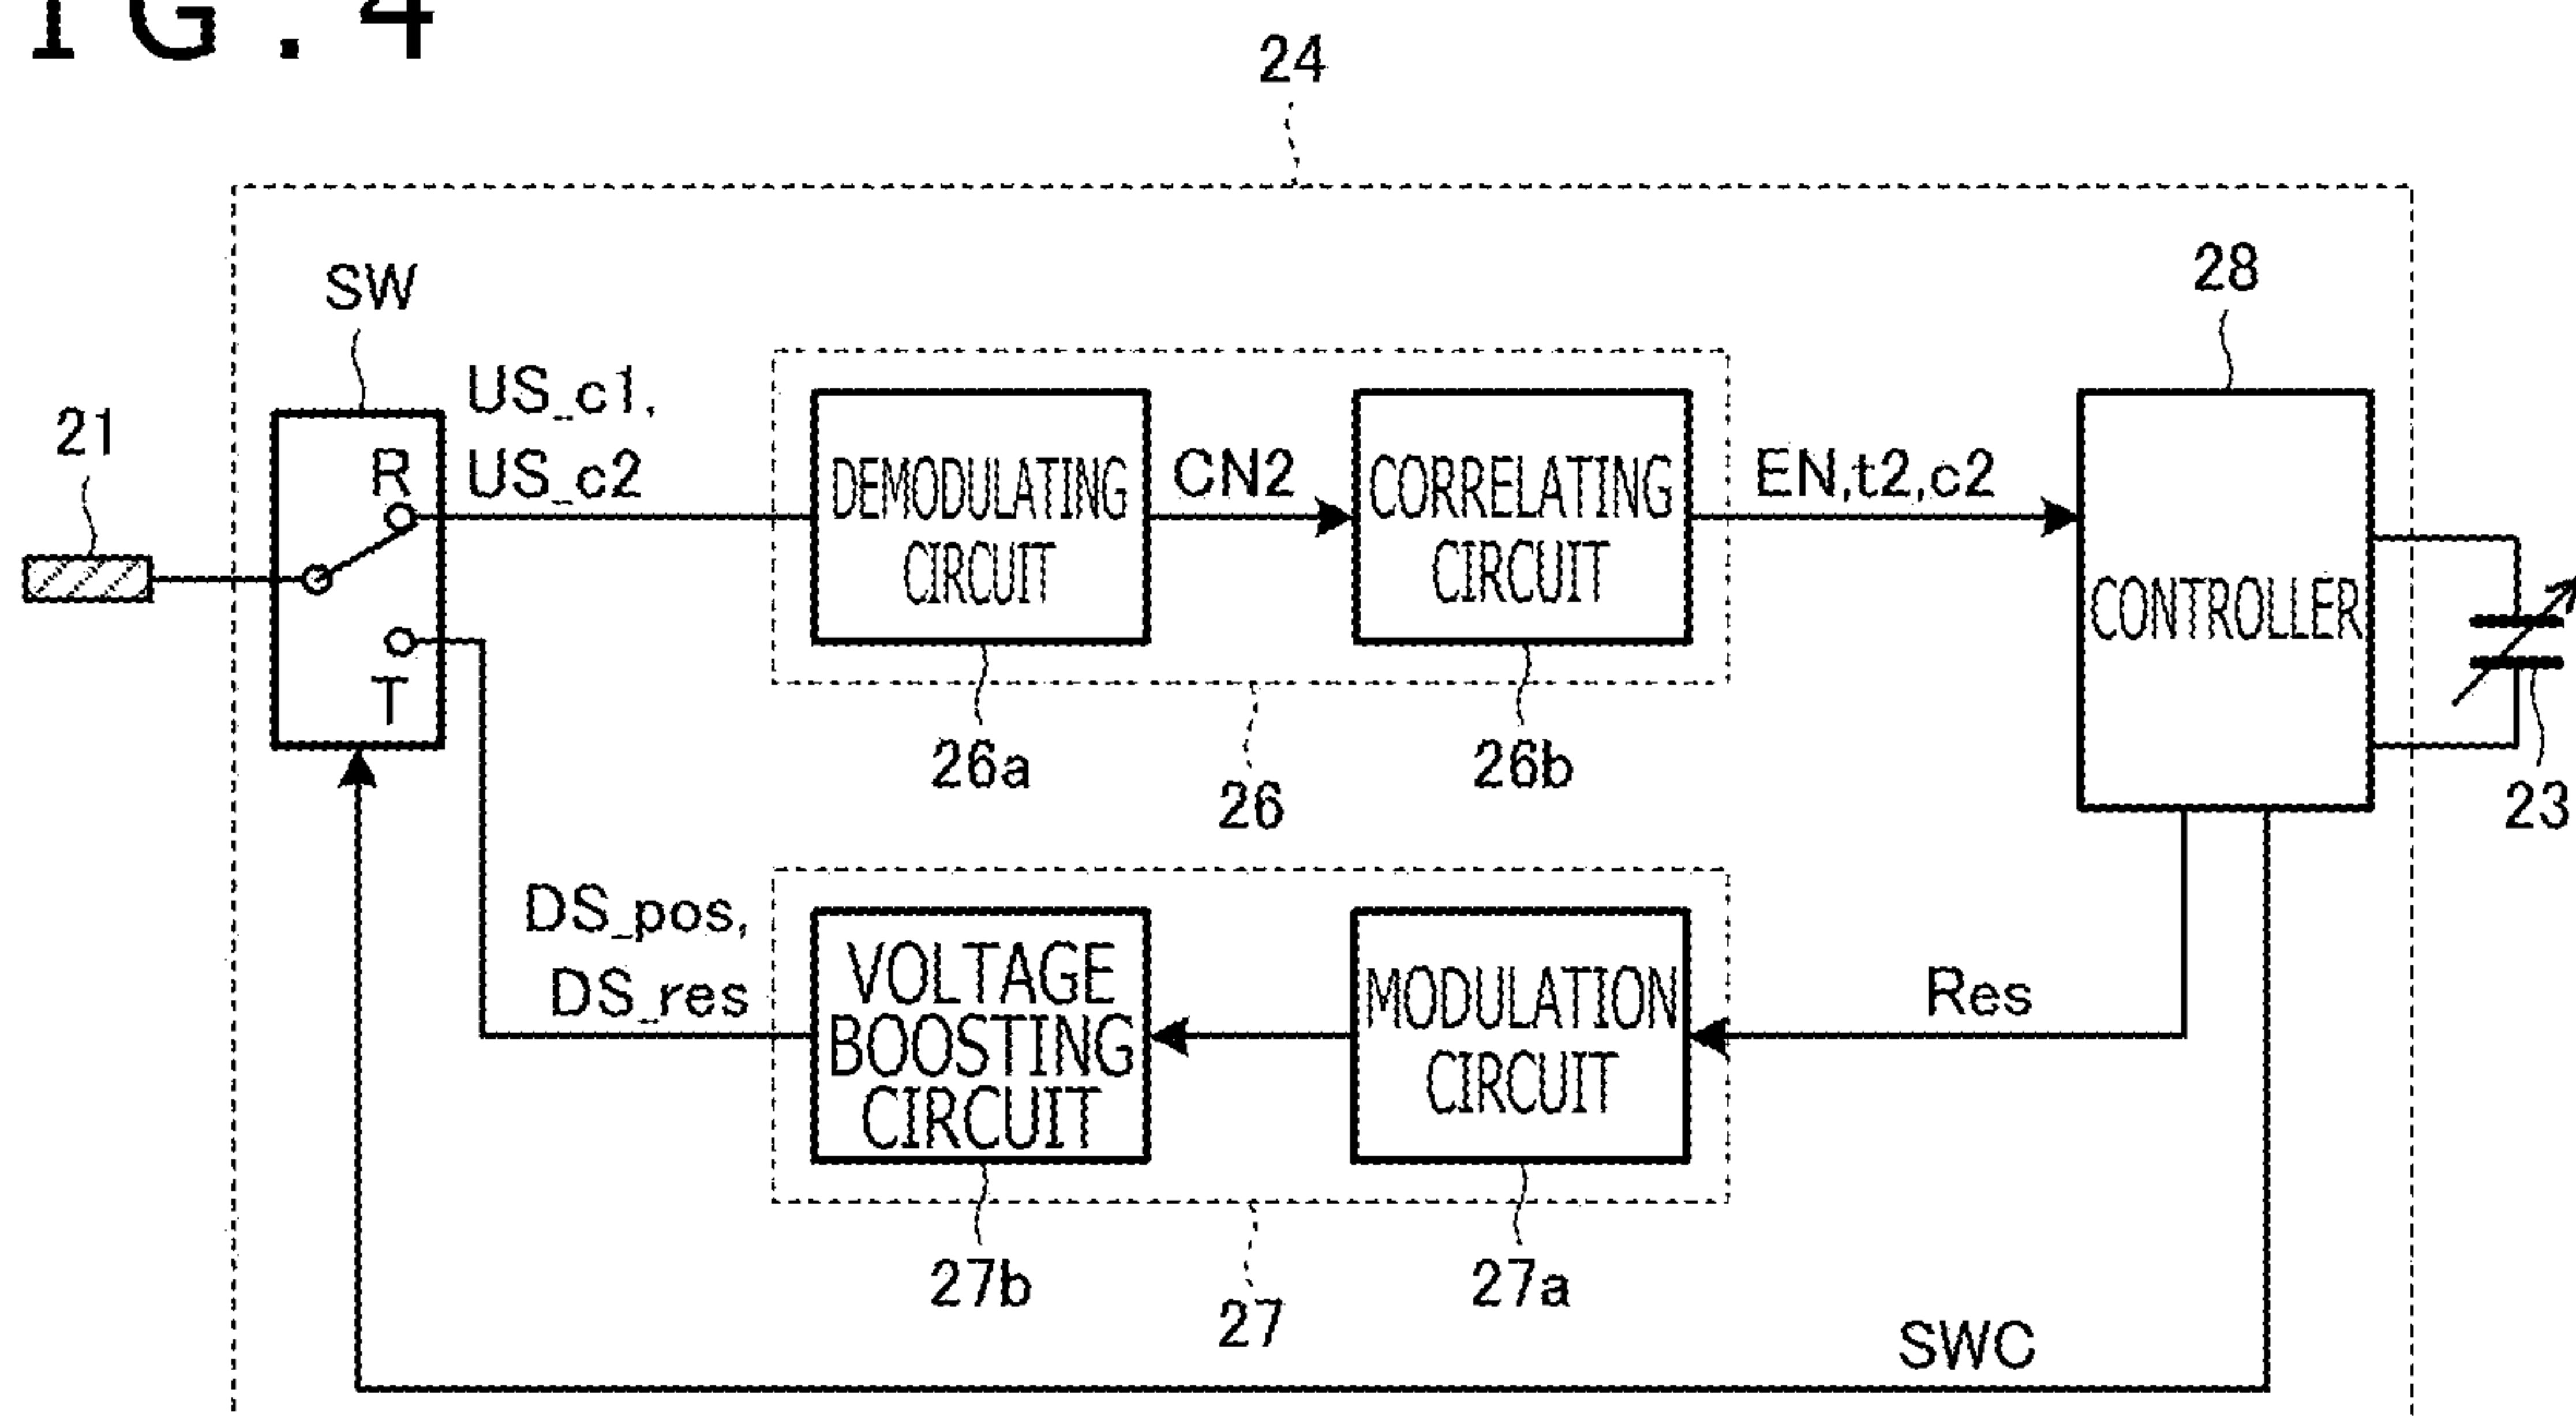 IG.4
24
SW
28
US_c1,
21
R
US_c2
DEMODULATING
CIRCUIT
CN2
CORRELATING
CIRCUIT
EN,t2,c2
CONTROLLER
T
26a
26b
26
23
DS_pos,
DS_res
VOLTAGE
BOOSTING
CIRCUIT
MODULATION
CIRCUIT
Res
27b
27a
27
SWC